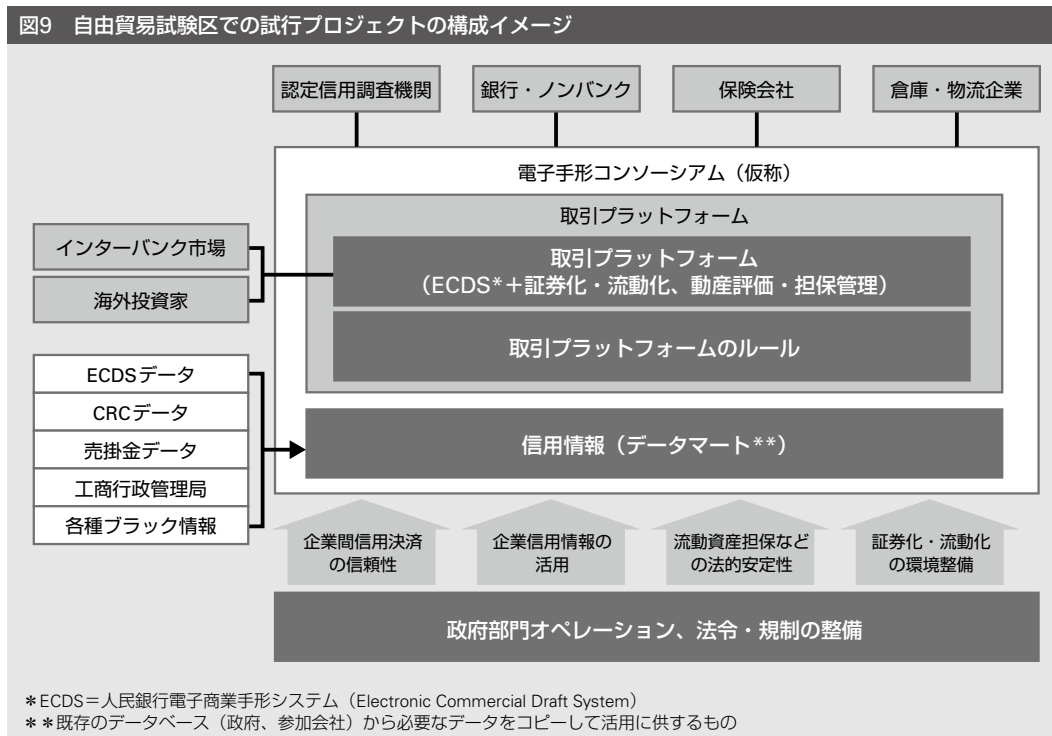 図9 自由貿易試験区での試行プロジェクトの構成イメージ
認定信用調査機関
銀行・ノンバンク
保険会社
倉庫・物流企業
電子手形コンソーシアム（仮称）
取引プラットフォーム
取引プラットフォーム
（ECDS*＋証券化・流動化、動産評価・担保管理）
取引プラットフォームのルール
インターバンク市場
海外投資家
ECDSデータ
CRCデータ
売掛金データ
工商行政管理局
各種ブラック情報
信用情報（データマート**）
企業間信用決済
の信頼性
企業信用情報の
活用
流動資産担保など
の法的安定性
証券化・流動化
の環境整備
政府部門オペレーション、法令・規制の整備
＊ECDS＝人民銀行電子商業手形システム（Electronic Commercial Draft System）
＊＊既存のデータベース（政府、参加会社）から必要なデータをコピーして活用に供するもの